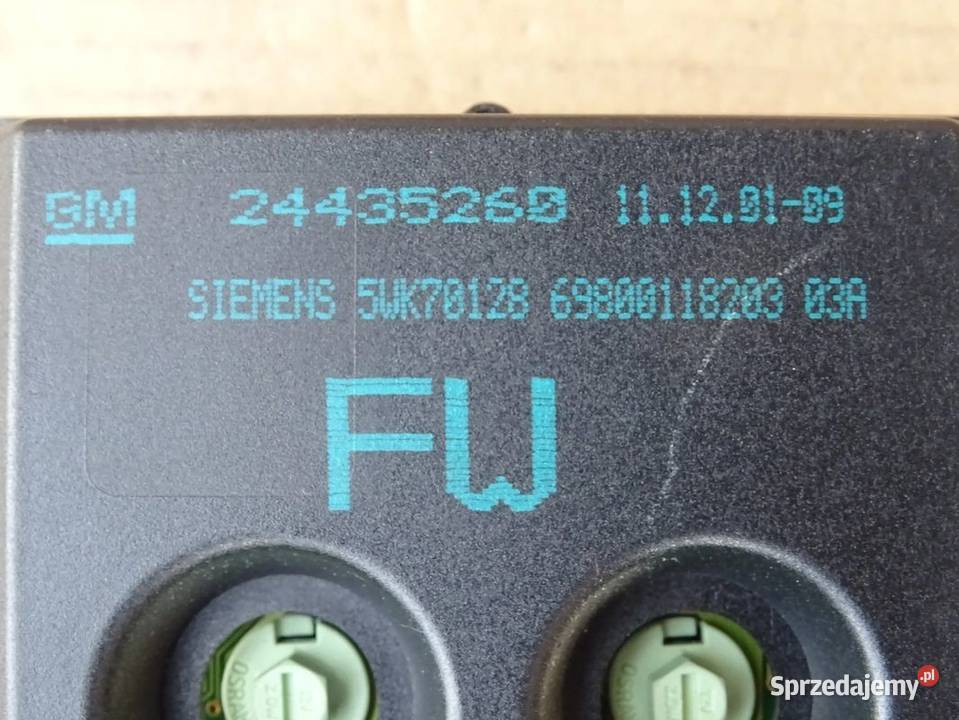 GM 24435260 11.12.01-09
SIEMENS 5WK70128 69800118203 03A
FW
Sprzedajemy.pl